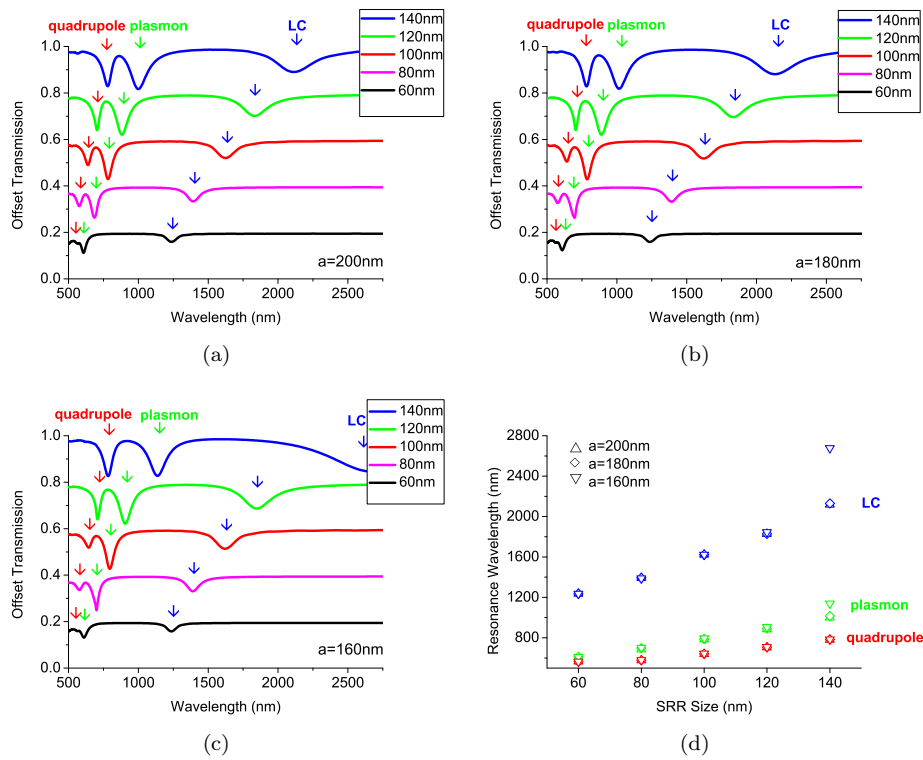 quadrupole plasmon LC
140nm
120nm
100nm
80nm
60nm
1.0
0.8
0.6
0.4
0.2
0.0
Offset Transmission
a=200nm
500 1000 1500 2000 2500
Wavelength (nm)
(a)
quadrupole plasmon LC
140nm
120nm
100nm
80nm
60nm
1.0
0.8
0.6
0.4
0.2
0.0
Offset Transmission
a=180nm
500 1000 1500 2000 2500
Wavelength (nm)
(b)
quadrupole plasmon LC
140nm
120nm
100nm
80nm
60nm
1.0
0.8
0.6
0.4
0.2
0.0
Offset Transmission
a=160nm
500 1000 1500 2000 2500
Wavelength (nm)
(c)
2800
2400
2000
1600
1200
800
Resonance Wavelength (nm)
a=200nm
a=180nm
a=160nm
LC
plasmon
quadrupole
60 80 100 120 140
SRR Size (nm)
(d)